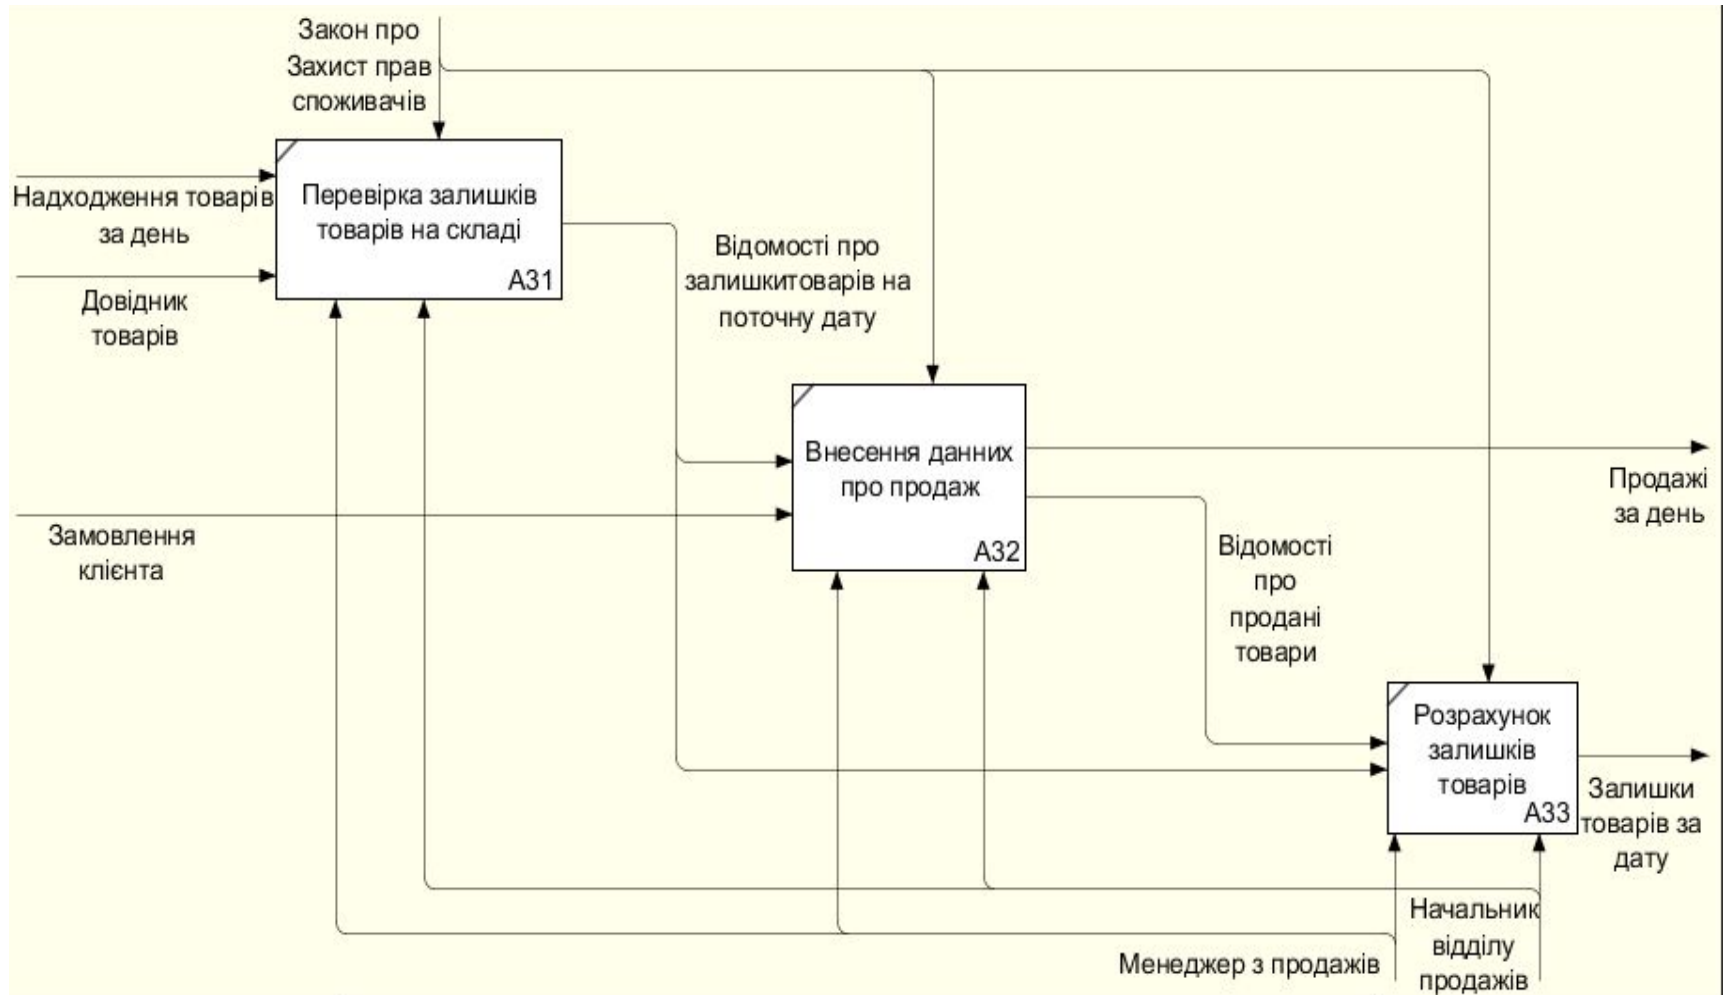 Закон про
Захист прав
споживачів
Надходження товарів
за день
Довідник
товарів
Перевірка залишків
товарів на складі
A31
Відомості про
залишкитоварів на
поточну дату
Замовлення
клієнта
Внесення данних
про продаж
A32
Продажі
за день
Відомості
про
продані
товари
Розрахунок
залишків
товарів
A33
Залишки
товарів за
дату
Менеджер з продажів
Начальник
відділу
продажів